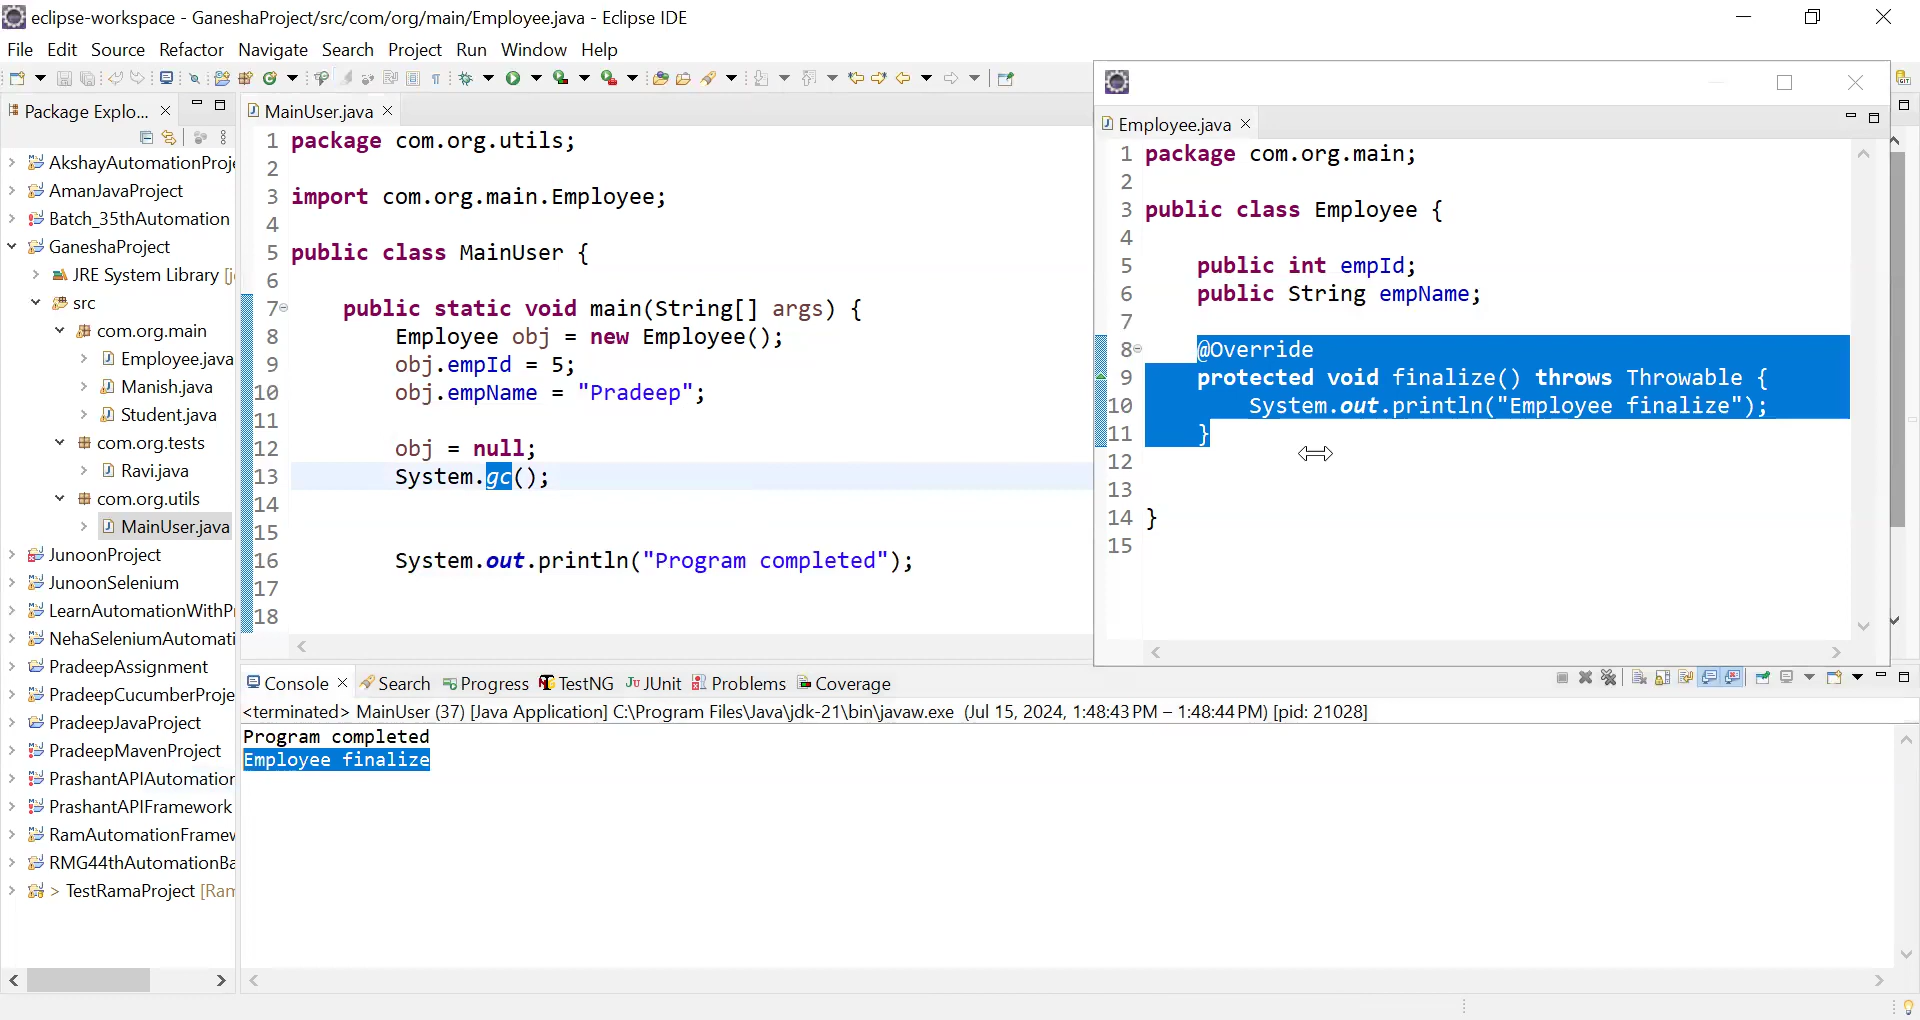 eclipse-workspace - GaneshaProject/src/com/org/main/Employee.java - Eclipse IDE
File Edit Source Refactor Navigate Search Project Run Window Help
Package Explo...
AkshayAutomationProje
AmanJavaProject
Batch_35thAutomation
GaneshaProject
JRE System Library [j
src
com.org.main
Employee.java
Manish.java
Student.java
com.org.tests
Ravi.java
com.org.utils
MainUser.java
JunoonProject
JunoonSelenium
LearnAutomationWithPr
NehaSeleniumAutomati
PradeepAssignment
PradeepCucumberProje
PradeepJavaProject
PradeepMavenProject
PrashantAPIAutomation
PrashantAPIFramework
RamAutomationFramew
RMG44thAutomationBa
> TestRamaProject [Ram
MainUser.java
1 package com.org.utils;
2
3 import com.org.main.Employee;
4
5 public class MainUser {
6
7 public static void main(String[] args) {
8 Employee obj = new Employee();
9 obj.empId = 5;
10 obj.empName = "Pradeep";
11
12 obj = null;
13 System.gc();
14
15
16 System.out.println("Program completed");
17
18
Employee.java
1 package com.org.main;
2
3 public class Employee {
4
5 public int empId;
6 public String empName;
7
8 @Override
9 protected void finalize() throws Throwable {
10 System.out.println("Employee finalize");
11 }
12
13
14 }
15
Console Search Progress TestNG JUnit Problems Coverage
<terminated> MainUser (37) [Java Application] C:\Program Files\Java\jdk-21\bin\javaw.exe (Jul 15, 2024, 1:48:43 PM – 1:48:44 PM) [pid: 21028]
Program completed
Employee finalize